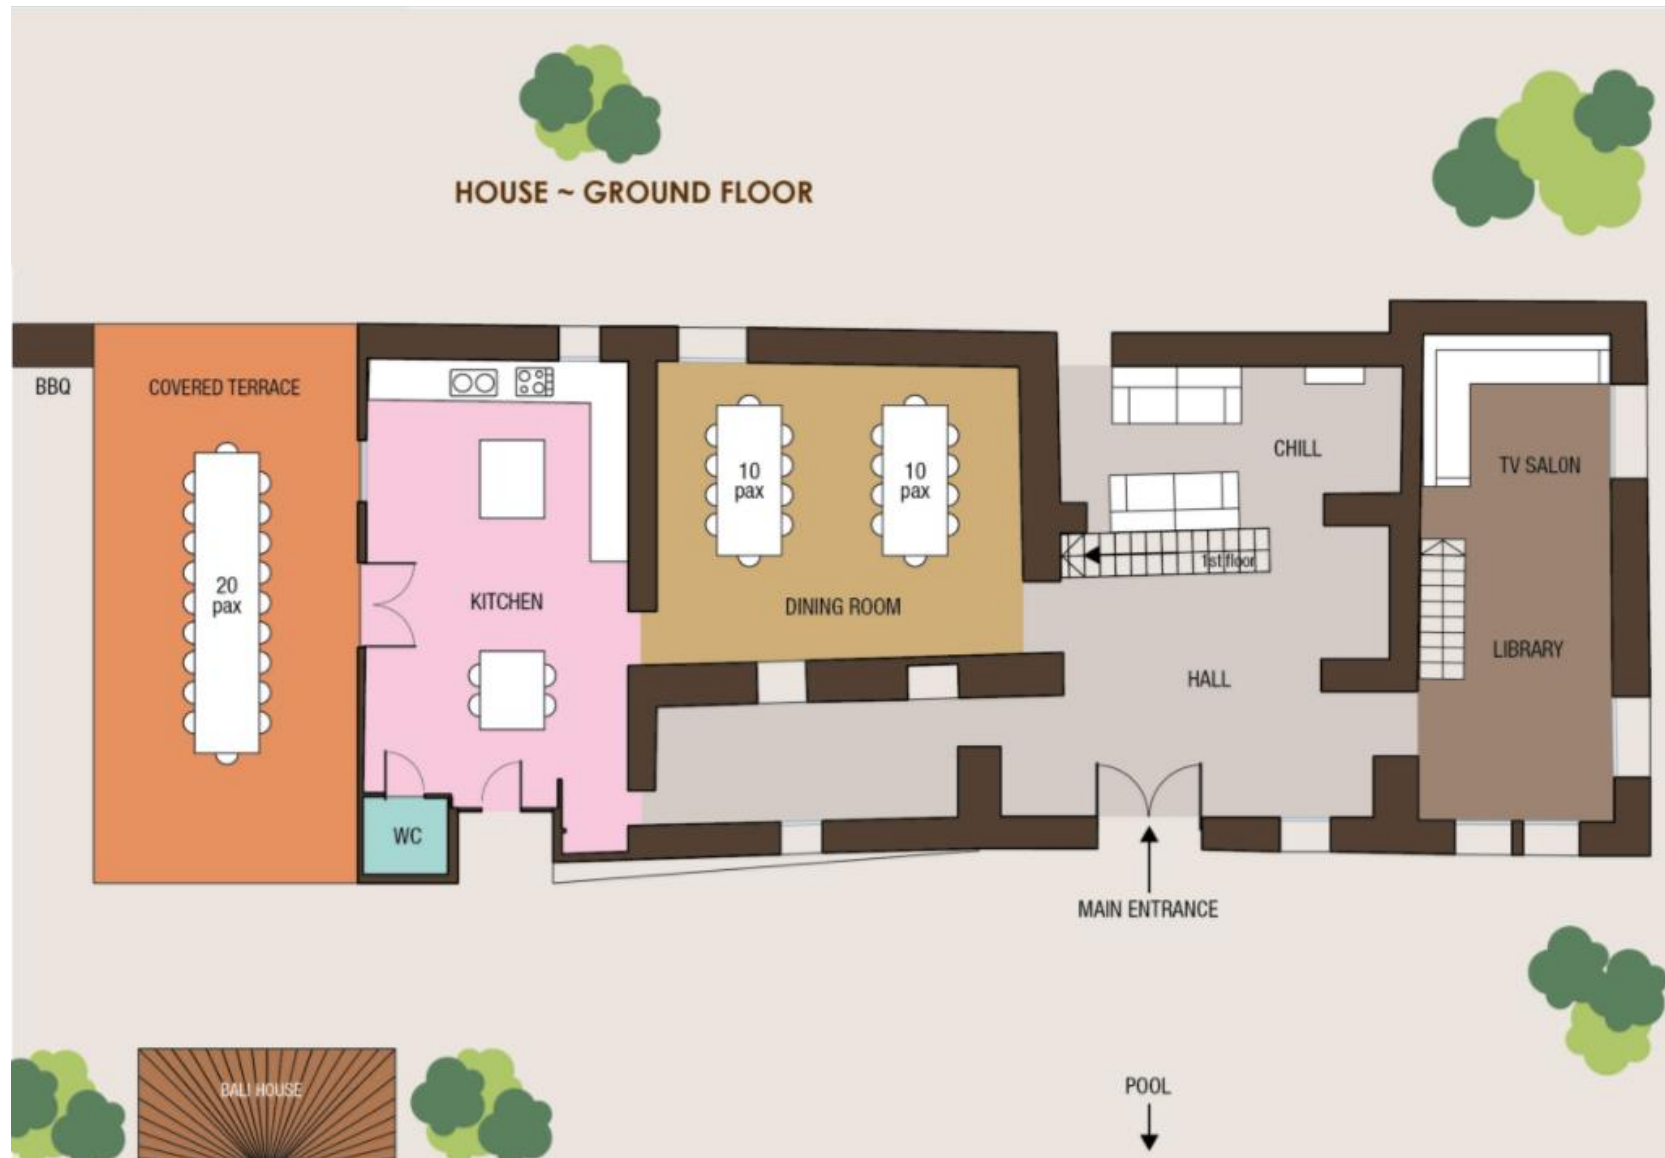 HOUSE ~ GROUND FLOOR
BBQ
COVERED TERRACE
20
pax
KITCHEN
WC
10
pax
10
pax
DINING ROOM
CHILL
1st floor
HALL
TV SALON
LIBRARY
MAIN ENTRANCE
BALI HOUSE
POOL